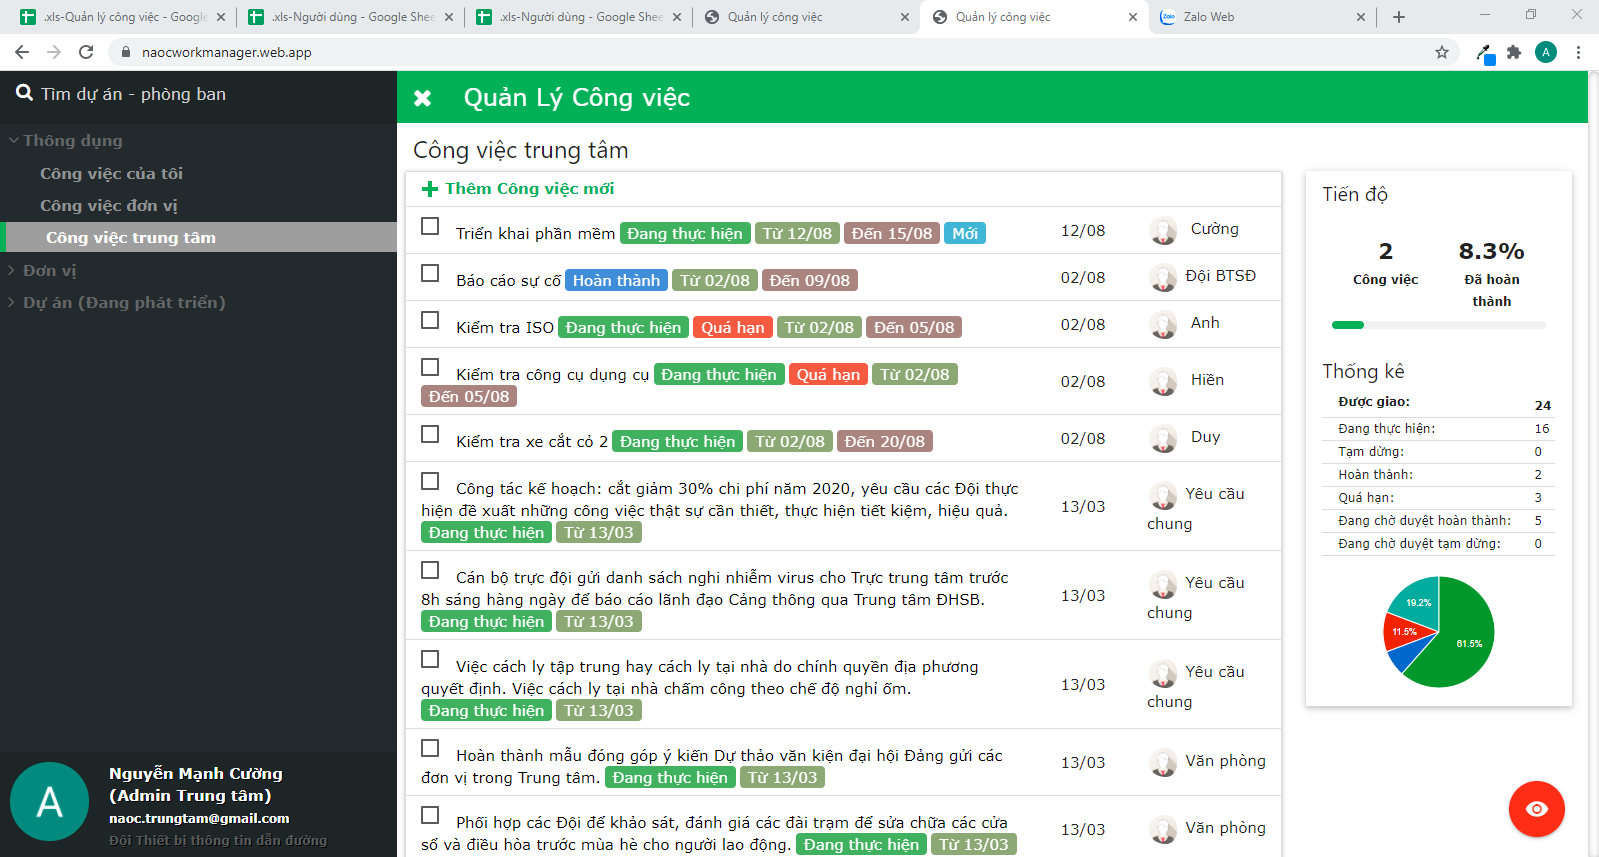 .xls-Quản lý công việc - Google
.xls-Người dùng - Google Shee
.xls-Người dùng - Google Shee
Quản lý công việc
Quản lý công việc
Zalo Web
naocworkmanager.web.app
A
Tìm dự án - phòng ban
Quản Lý Công việc
Thông dụng
Công việc của tôi
Công việc đơn vị
Công việc trung tâm
Đơn vị
Dự án (Đang phát triển)
Công việc trung tâm
Thêm Công việc mới
Triển khai phần mềm Đang thực hiện Từ 12/08 Đến 15/08 Mới 12/08 Cường
Báo cáo sự cố Hoàn thành Từ 02/08 Đến 09/08 02/08 Đội BTSĐ
Kiểm tra ISO Đang thực hiện Quá hạn Từ 02/08 Đến 05/08 02/08 Anh
Kiểm tra công cụ dụng cụ Đang thực hiện Quá hạn Từ 02/08
Đến 05/08
02/08 Hiền
Kiểm tra xe cắt cỏ 2 Đang thực hiện Từ 02/08 Đến 20/08 02/08 Duy
Công tác kế hoạch: cắt giảm 30% chi phí năm 2020, yêu cầu các Đội thực
hiện đề xuất những công việc thật sự cần thiết, thực hiện tiết kiệm, hiệu quả.
Đang thực hiện Từ 13/03
13/03 Yêu cầu
chung
Cán bộ trực đội gửi danh sách nghi nhiễm virus cho Trực trung tâm trước
8h sáng hàng ngày để báo cáo lãnh đạo Cảng thông qua Trung tâm ĐHSB.
Đang thực hiện Từ 13/03
13/03 Yêu cầu
chung
Việc cách ly tập trung hay cách ly tại nhà do chính quyền địa phương
quyết định. Việc cách ly tại nhà chấm công theo chế độ nghỉ ốm.
Đang thực hiện Từ 13/03
13/03 Yêu cầu
chung
Hoàn thành mẫu đóng góp ý kiến Dự thảo văn kiện đại hội Đảng gửi các
đơn vị trong Trung tâm. Đang thực hiện Từ 13/03
13/03 Văn phòng
Phối hợp các Đội để khảo sát, đánh giá các đài trạm để sửa chữa các cửa
sổ và điều hòa trước mùa hè cho người lao động. Đang thực hiện Từ 13/03
13/03 Văn phòng
Tiến độ
2 8.3%
Công việc Đã hoàn
thành
Thống kê
Được giao: 24
Đang thực hiện: 16
Tạm dừng: 0
Hoàn thành: 2
Quá hạn: 3
Đang chờ duyệt hoàn thành: 5
Đang chờ duyệt tạm dừng: 0
19.2%
11.5%
61.5%
A
Nguyễn Mạnh Cường
(Admin Trung tâm)
naoc.trungtam@gmail.com
Đội Thiết bị thông tin dẫn đường